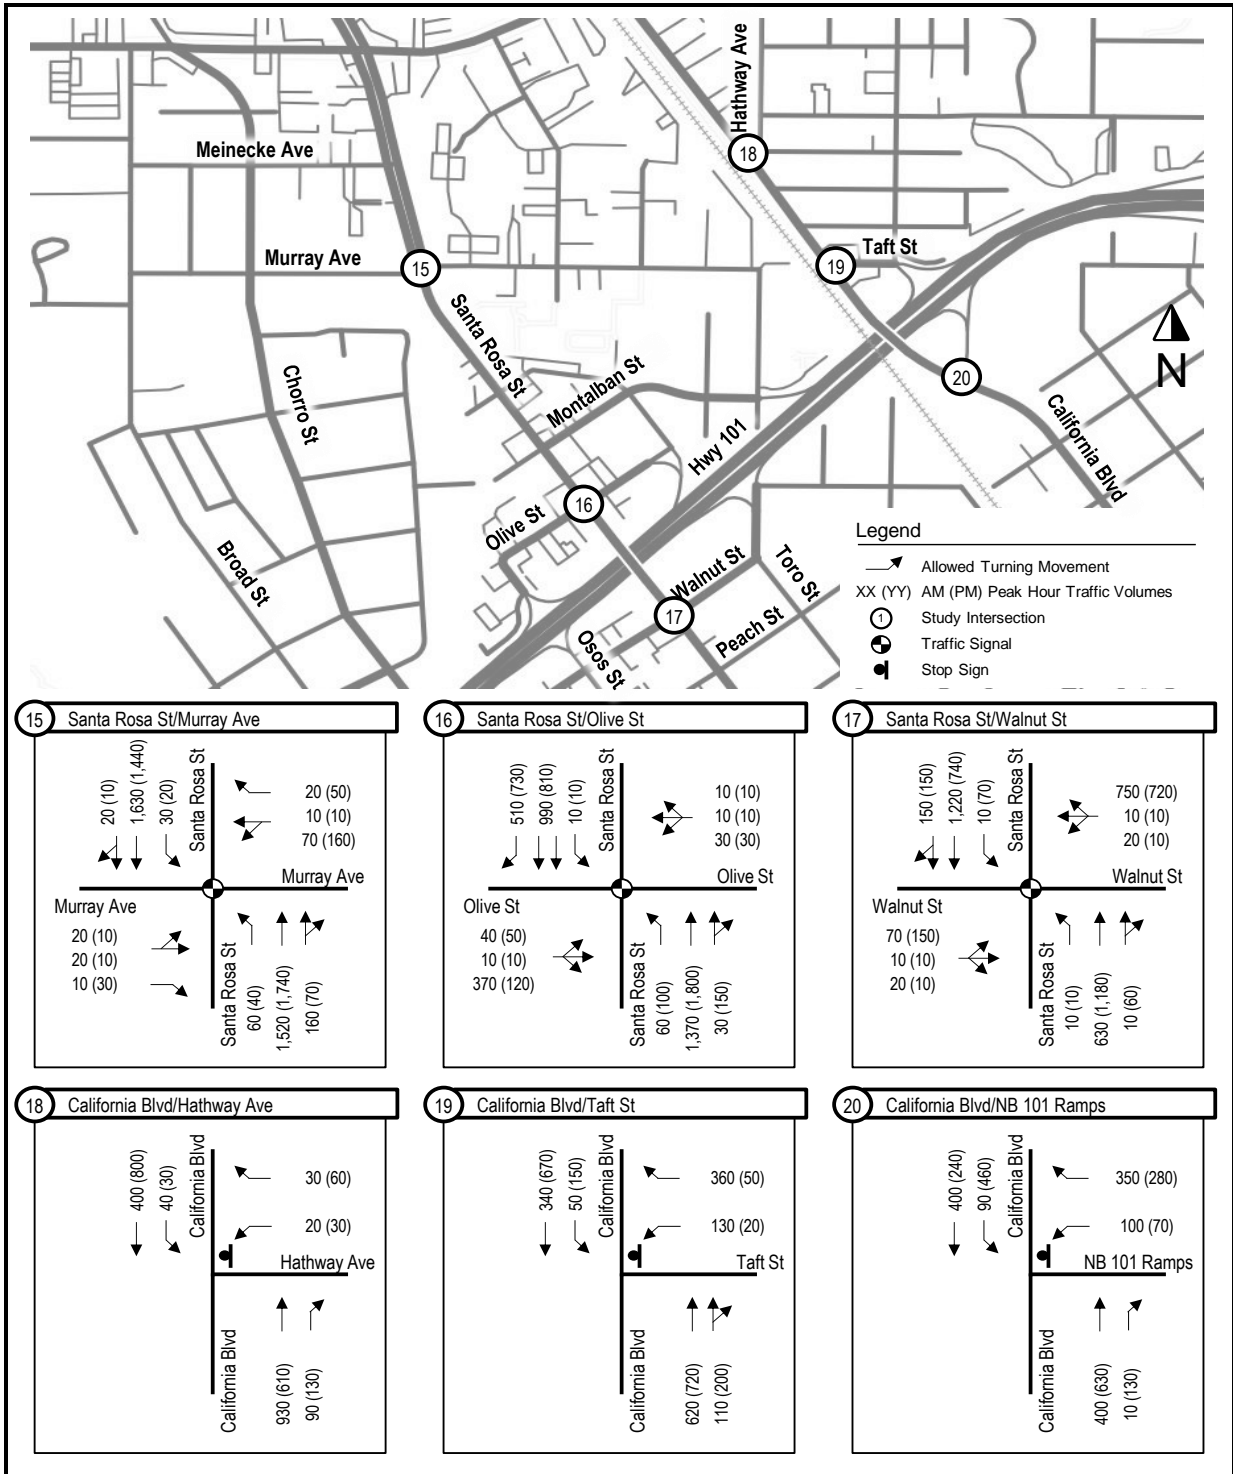 Hathway Ave
18
Meinecke Ave
Murray Ave
15
19
Taft St
Santa Rosa St
Montalban St
20
N
Chorro St
Hwy 101
California Blvd
16
Olive St
Broad St
Walnut St
Toro St
17
Peach St
Osos St
Legend
Allowed Turning Movement
XX (YY) AM (PM) Peak Hour Traffic Volumes
1 Study Intersection
Traffic Signal
Stop Sign
15 Santa Rosa St/Murray Ave
20 (10)
1,630 (1,440)
30 (20)
Santa Rosa St
20 (50)
10 (10)
70 (160)
Murray Ave
Murray Ave
20 (10)
20 (10)
10 (30)
Santa Rosa St
60 (40)
1,520 (1,740)
160 (70)
16 Santa Rosa St/Olive St
510 (730)
990 (810)
10 (10)
Santa Rosa St
10 (10)
10 (10)
30 (30)
Olive St
Olive St
40 (50)
10 (10)
370 (120)
Santa Rosa St
60 (100)
1,370 (1,800)
30 (150)
17 Santa Rosa St/Walnut St
150 (150)
1,220 (740)
10 (70)
Santa Rosa St
750 (720)
10 (10)
20 (10)
Walnut St
Walnut St
70 (150)
10 (10)
20 (10)
Santa Rosa St
10 (10)
630 (1,180)
10 (60)
18 California Blvd/Hathway Ave
400 (800)
40 (30)
California Blvd
30 (60)
20 (30)
Hathway Ave
California Blvd
930 (610)
90 (130)
19 California Blvd/Taft St
340 (670)
50 (150)
California Blvd
360 (50)
130 (20)
Taft St
California Blvd
620 (720)
110 (200)
20 California Blvd/NB 101 Ramps
400 (240)
90 (460)
California Blvd
350 (280)
100 (70)
NB 101 Ramps
California Blvd
400 (630)
10 (130)